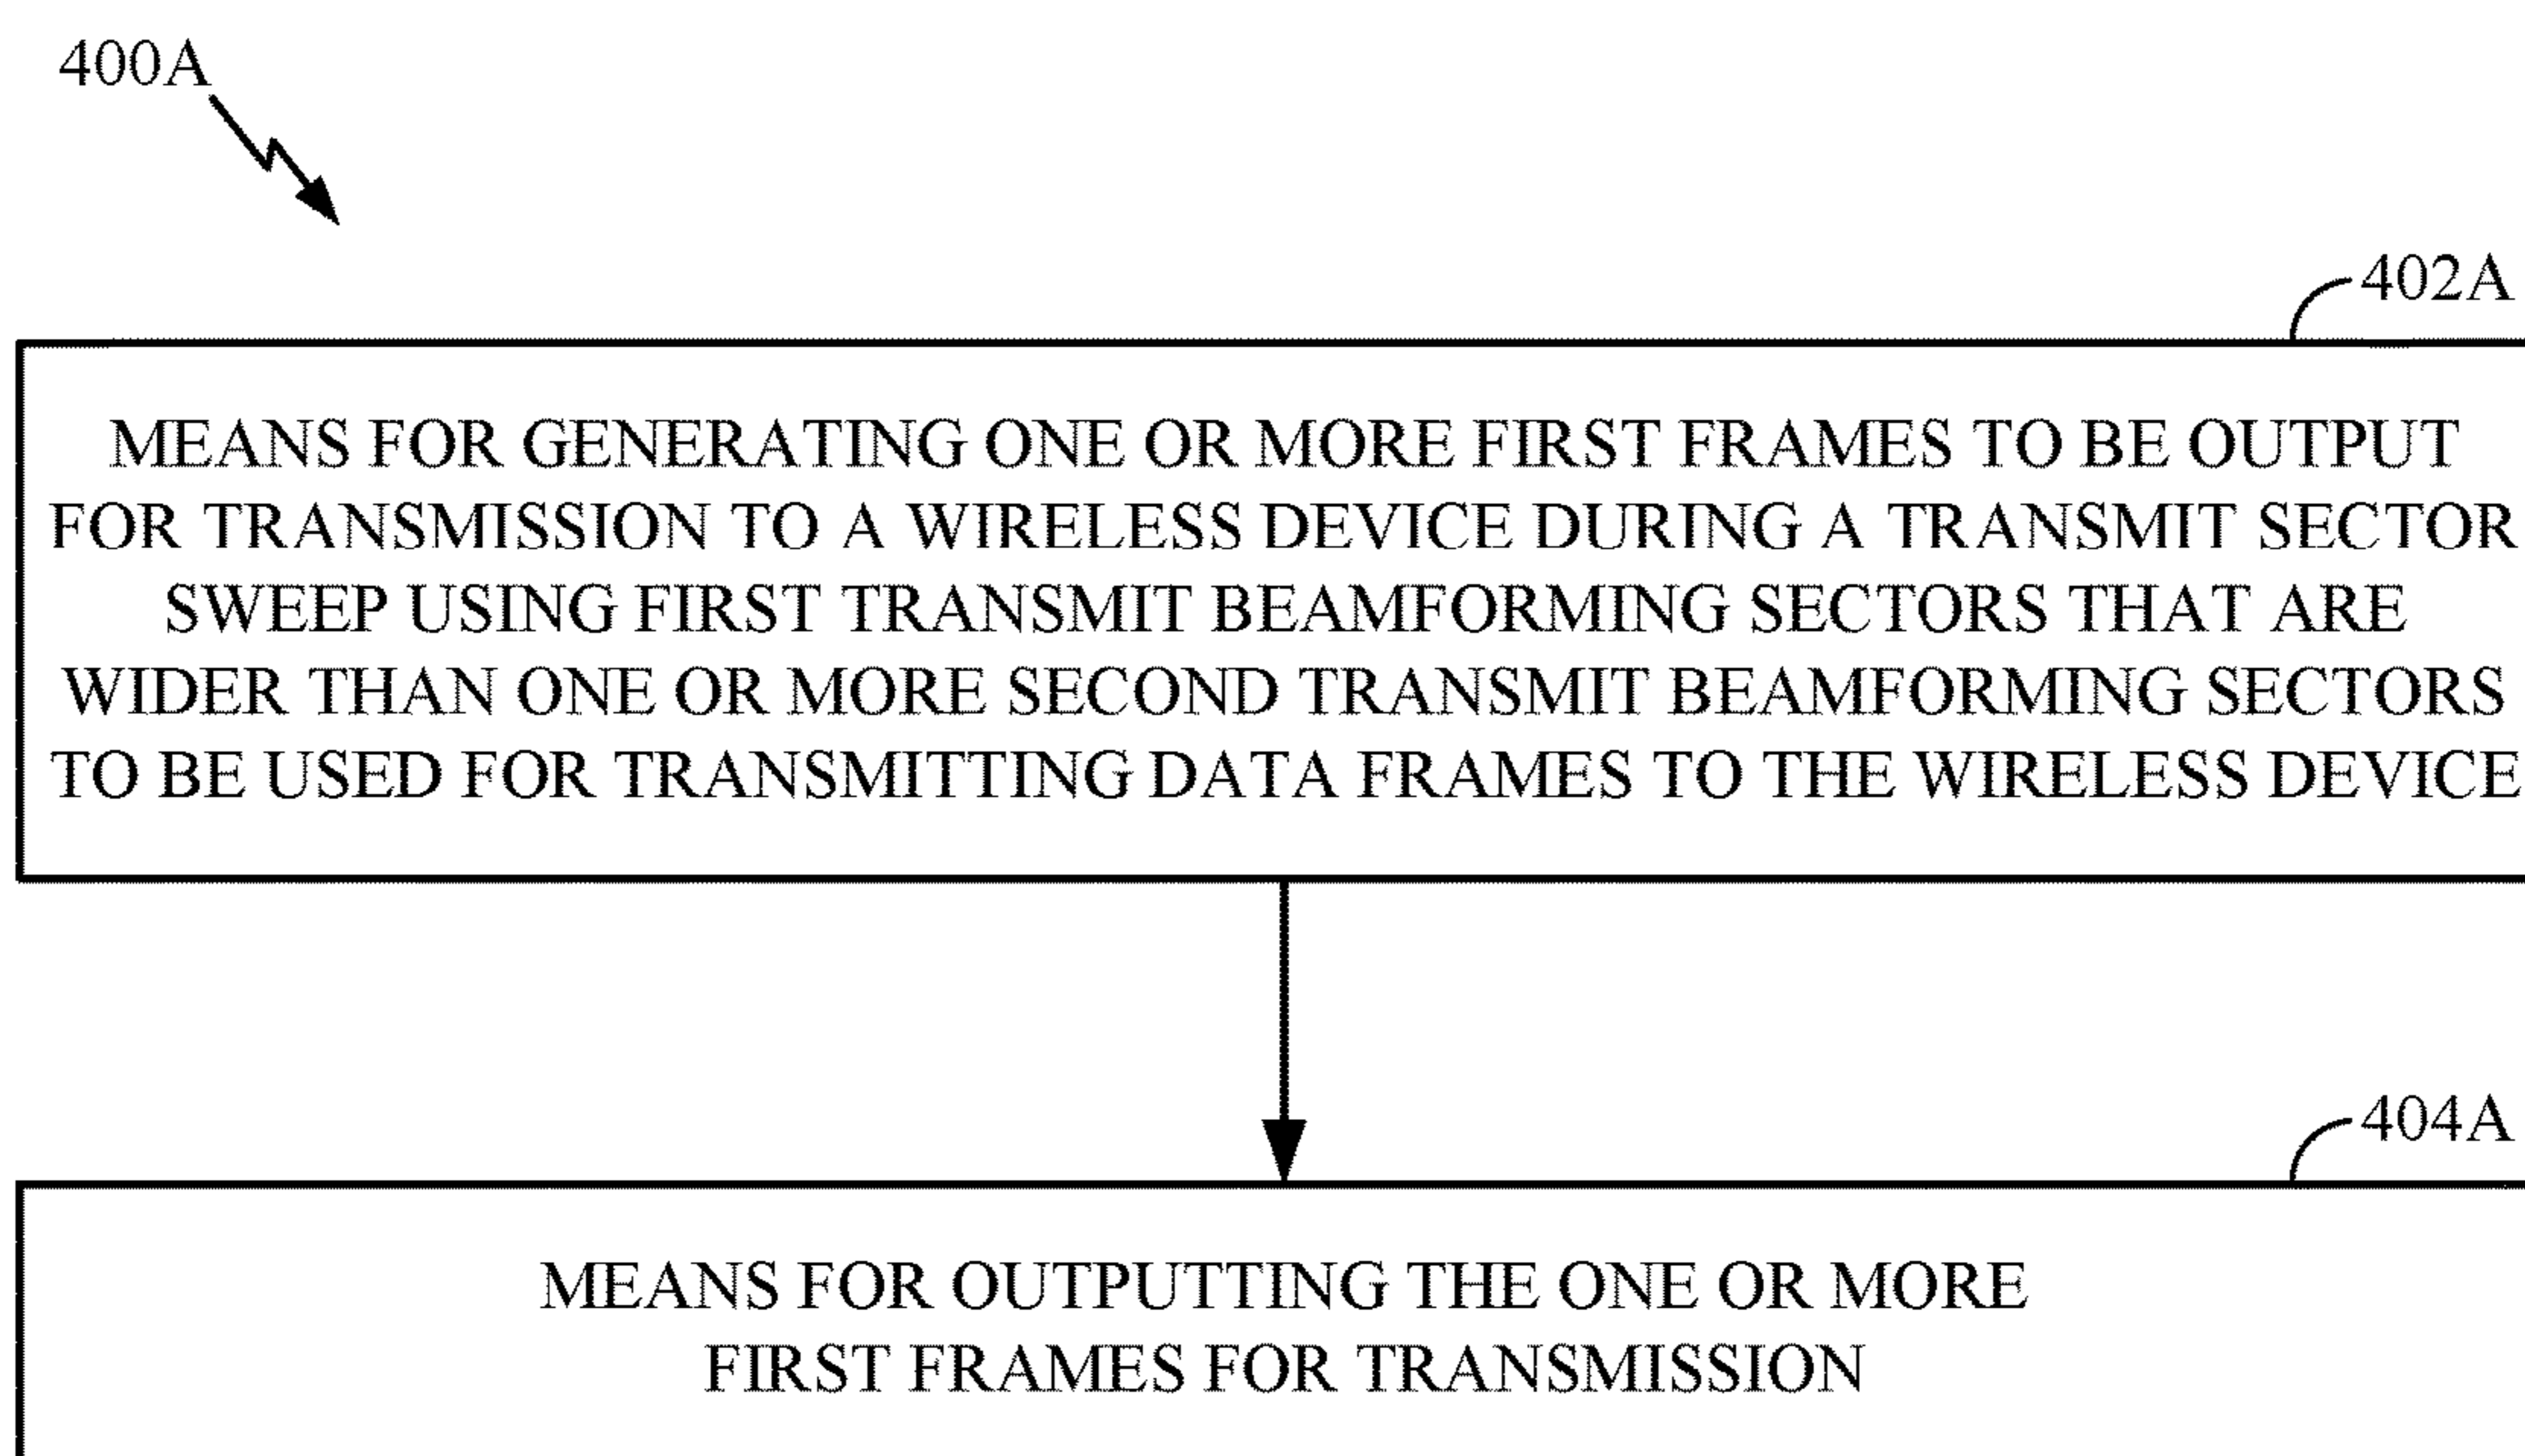 400A
402A
MEANS FOR GENERATING ONE OR MORE FIRST FRAMES TO BE OUTPUT
FOR TRANSMISSION TO A WIRELESS DEVICE DURING A TRANSMIT SECTOR
SWEEP USING FIRST TRANSMIT BEAMFORMING SECTORS THAT ARE
WIDER THAN ONE OR MORE SECOND TRANSMIT BEAMFORMING SECTORS
TO BE USED FOR TRANSMITTING DATA FRAMES TO THE WIRELESS DEVICE
404A
MEANS FOR OUTPUTTING THE ONE OR MORE
FIRST FRAMES FOR TRANSMISSION